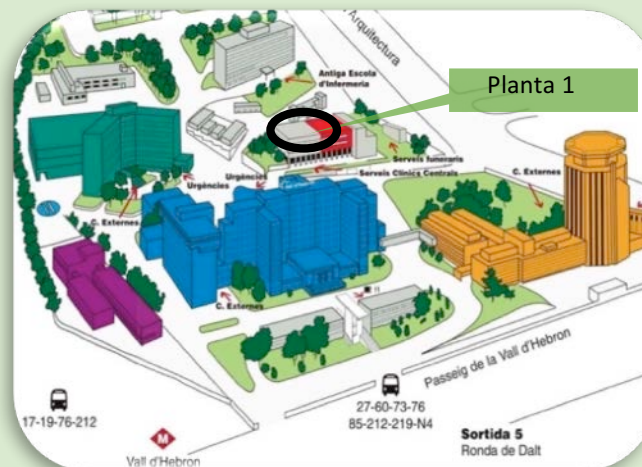 Arquitectura
Planta 1
Antiga Escola
d'Infermeria
Serveis funeraris
Urgències
Serveis Clínics Centrals
C. Externes
Urgències
C. Externes
H
C. Externes
Passeig de la Vall d'Hebron
17-19-76-212
27-60-73-76
85-212-219-N4
Sortida 5
Ronda de Dalt
M
Vall d'Hebron